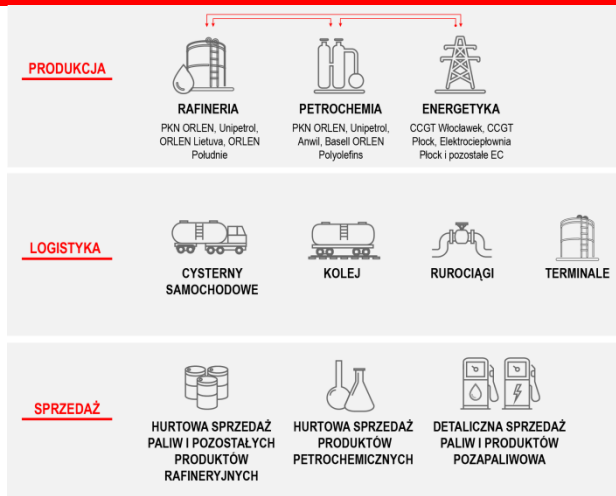 PRODUKCJA
RAFINERIA
PKN ORLEN, Unipetrol,
ORLEN Lietuva, ORLEN
Południe
PETROCHEMIA
PKN ORLEN, Unipetrol,
Anwil, Basell ORLEN
Polyolefins
ENERGETYKA
CCGT Włocławek, CCGT
Płock, Elektrociepłownia
Płock i pozostałe EC
LOGISTYKA
CYSTERNY
SAMOCHODOWE
KOLEJ
RUROCIĄGI
TERMINALE
SPRZEDAŻ
HURTOWA SPRZEDAŻ
PALIW I POZOSTAŁYCH
PRODUKTÓW
RAFINERYJNYCH
HURTOWA SPRZEDAŻ
PRODUKTÓW
PETROCHEMICZNYCH
DETALICZNA SPRZEDAŻ
PALIW I PRODUKTÓW
POZAPALIWOWA